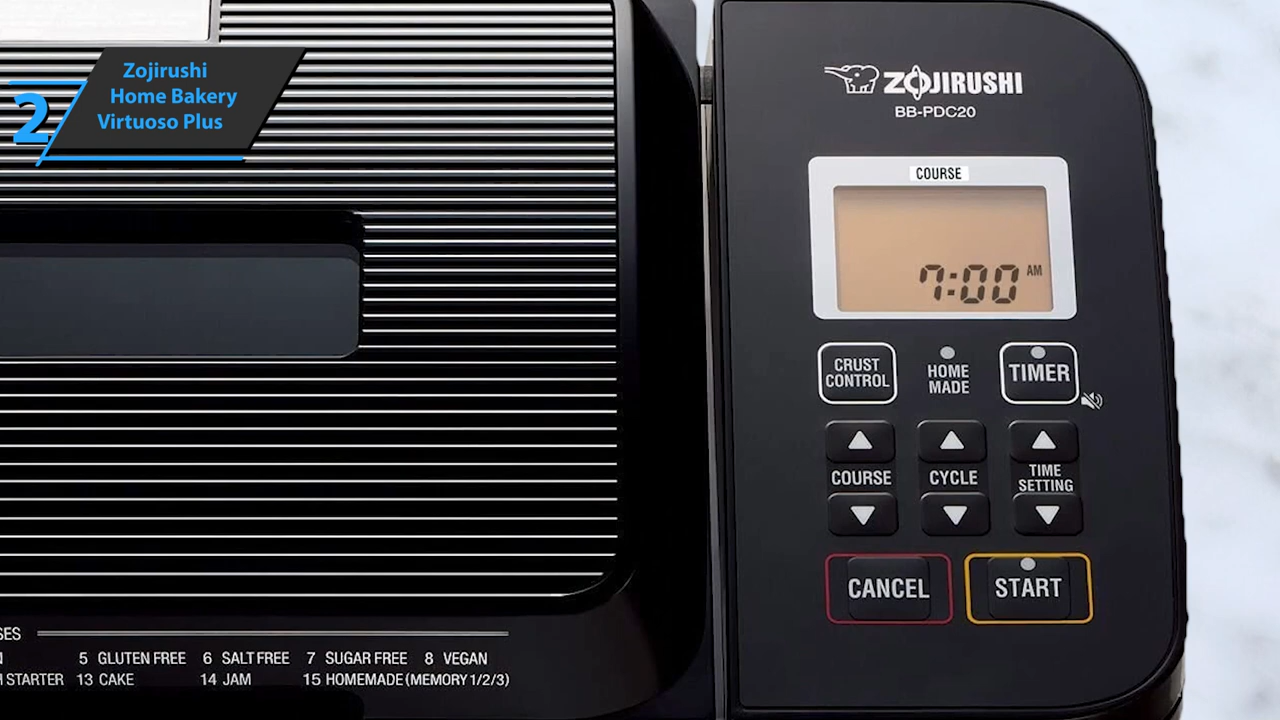 Zojirushi
Home Bakery
2
Virtuoso Plus
ZOJIRUSHI
BB-PDC20
COURSE
7:00 AM
CRUST
CONTROL
HOME
MADE
TIMER
COURSE
CYCLE
TIME
SETTING
CANCEL
START
5 GLUTEN FREE 6 SALT FREE 7 SUGAR FREE 8 VEGAN
STARTER 13 CAKE 14 JAM 15 HOMEMADE (MEMORY 1/2/3)